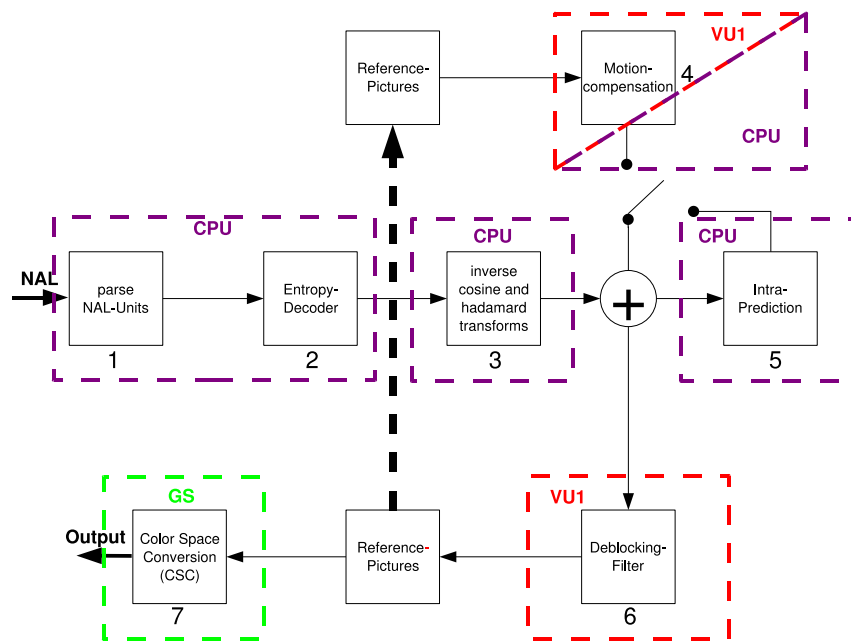 VU1
Reference-
Pictures
Motion-
compensation
4
CPU
CPU
CPU
CPU
NAL
parse
NAL-Units
1
Entropy-
Decoder
2
inverse
cosine and
hadamard
transforms
3
+
Intra-
Prediction
5
GS
VU1
Output
Color Space
Conversion
(CSC)
7
Reference-
Pictures
Deblocking-
Filter
6